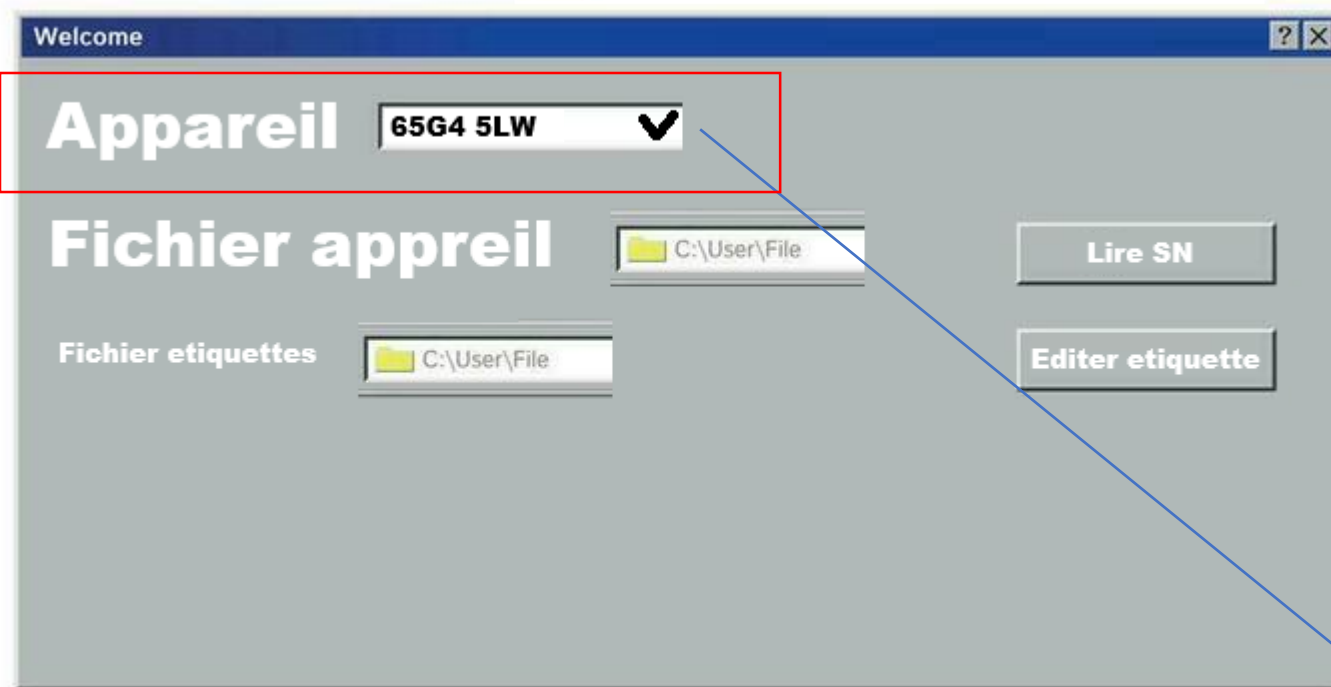 Welcome
Appareil 65G4 5LW
Fichier appreil C:\User\File Lire SN
Fichier etiquettes C:\User\File Editer etiquette